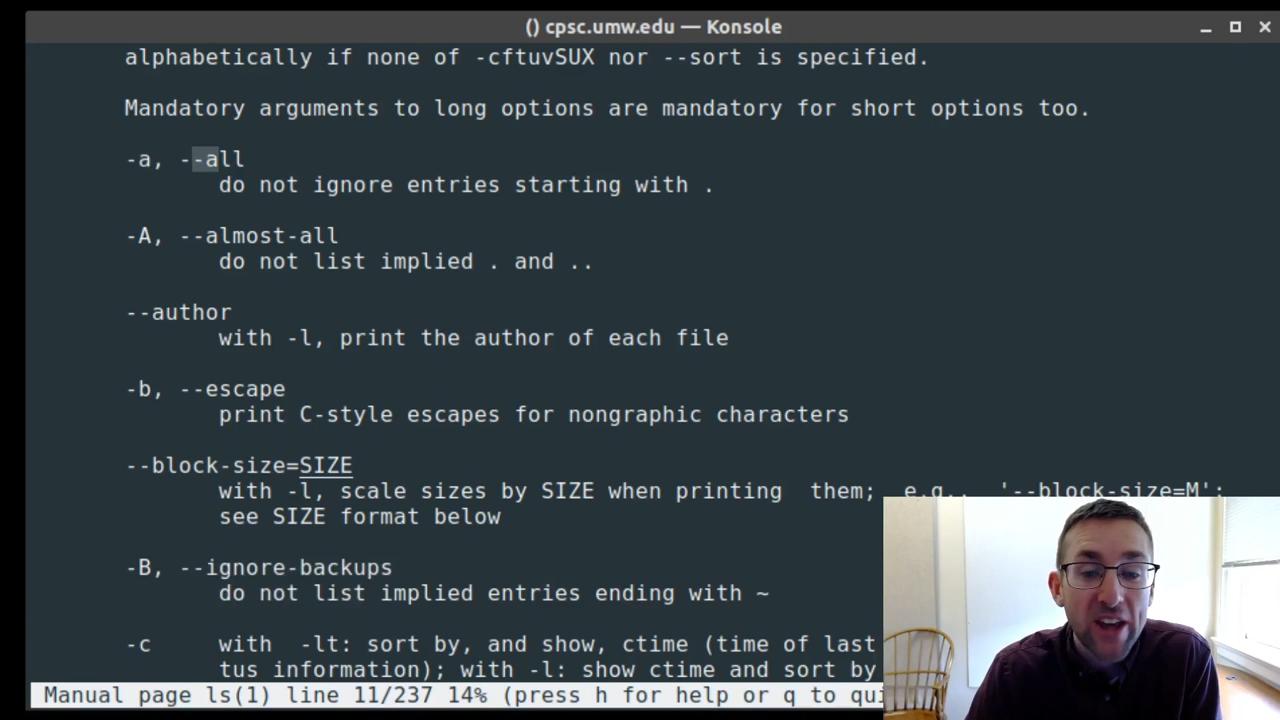 () cpsc.umw.edu — Konsole
alphabetically if none of -cftuvSUX nor --sort is specified.
Mandatory arguments to long options are mandatory for short options too.
-a, --all
do not ignore entries starting with .
-A, --almost-all
do not list implied . and ..
--author
with -l, print the author of each file
-b, --escape
print C-style escapes for nongraphic characters
--block-size=SIZE
with -l, scale sizes by SIZE when printing  them;  e.g., '--block-size=M';
see SIZE format below
-B, --ignore-backups
do not list implied entries ending with ~
-c     with  -lt: sort by, and show, ctime (time of last
tus information); with -l: show ctime and sort by
Manual page ls(1) line 11/237 14% (press h for help or q to qui